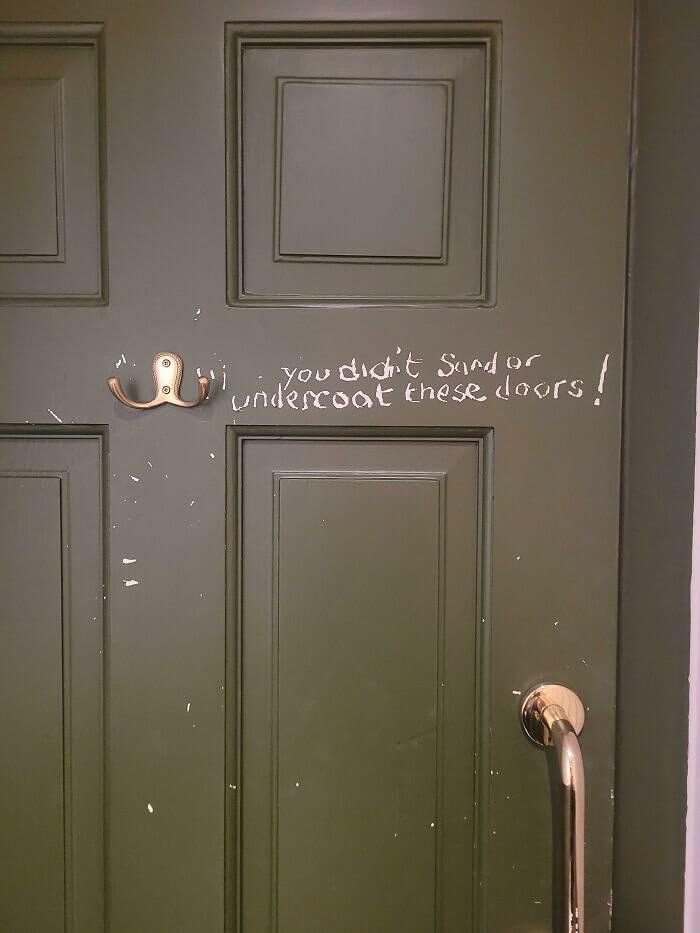 you didn't Sand or
undercoat these doors!